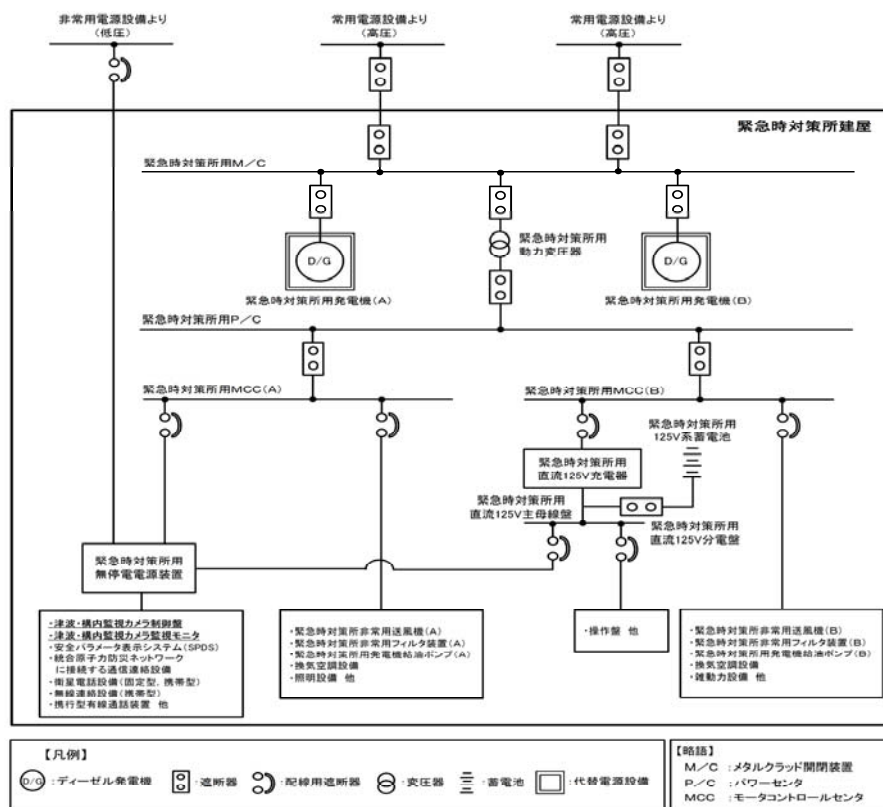 非常用電源設備より
(低圧)
常用電源設備より
(高圧)
常用電源設備より
(高圧)
緊急時対策所建屋
緊急時対策所用M/C
D/G
緊急時対策所用発電機(A)
緊急時対策所用
動力変圧器
D/G
緊急時対策所用発電機(B)
緊急時対策所用P/C
緊急時対策所用MCC(A)
緊急時対策所用MCC(B)
緊急時対策所用
125V系蓄電池
緊急時対策所用
直流125V充電器
緊急時対策所用
直流125V主母線盤
緊急時対策所用
直流125V分電盤
緊急時対策所用
無停電電源装置
・津波・構内監視カメラ制御盤
・津波・構内監視カメラ監視モニタ
・安全パラメータ表示システム(SPDS)
・統合原子力防災ネットワーク
に接続する通信連絡設備
・衛星電話設備(固定型、携帯型)
・無線連絡設備(携帯型)
・携行型有線通話装置 他
・緊急時対策所非常用送風機(A)
・緊急時対策所非常用フィルタ装置(A)
・緊急時対策所用発電機給油ポンプ(A)
・換気空調設備
・照明設備 他
・操作盤 他
・緊急時対策所非常用送風機(B)
・緊急時対策所非常用フィルタ装置(B)
・緊急時対策所用発電機給油ポンプ(B)
・換気空調設備
・雑動力設備 他
【凡例】
D/G :ディーゼル発電機 :遮断器 :配線用遮断器 :変圧器 :蓄電池 :代替電源設備
【略語】
M/C :メタルクラッド開閉装置
P/C :パワーセンタ
MCC :モータコントロールセンタ